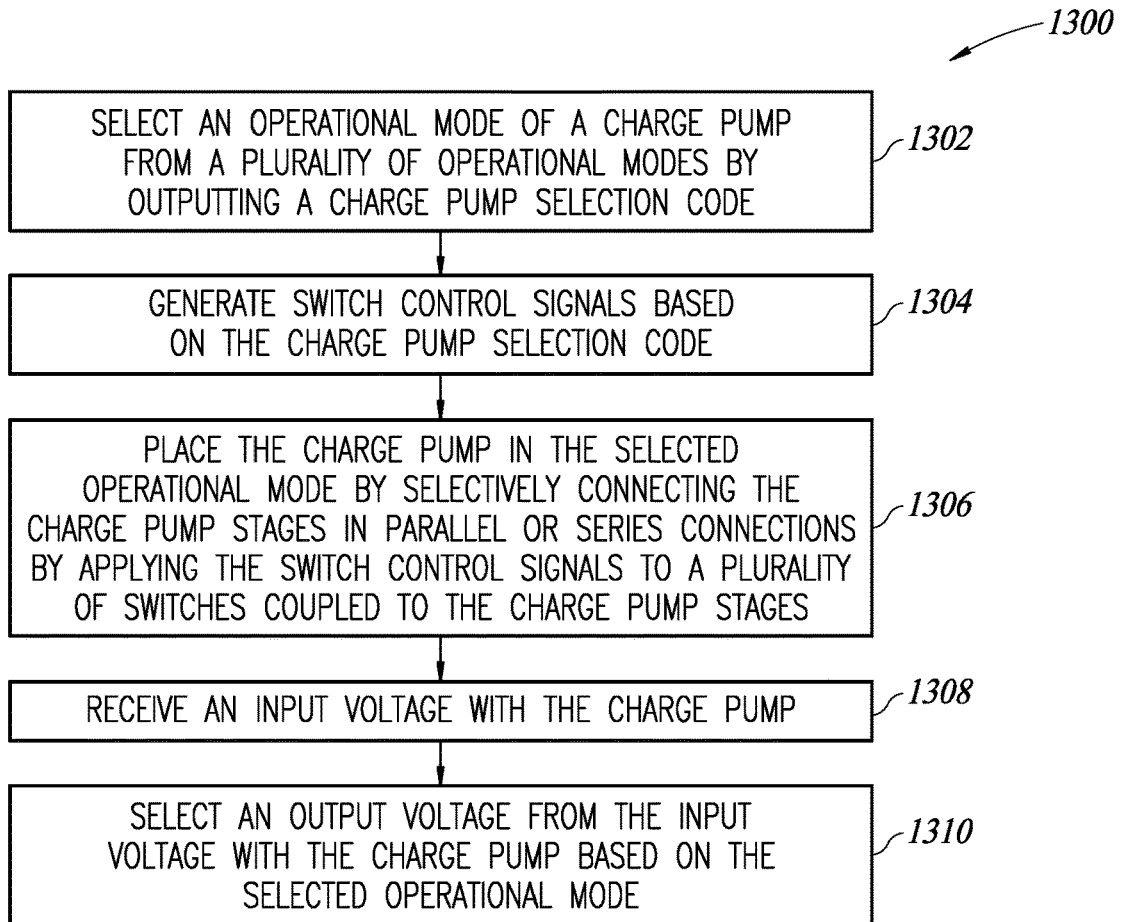 1300
SELECT AN OPERATIONAL MODE OF A CHARGE PUMP
FROM A PLURALITY OF OPERATIONAL MODES BY
OUTPUTTING A CHARGE PUMP SELECTION CODE
1302
GENERATE SWITCH CONTROL SIGNALS BASED
ON THE CHARGE PUMP SELECTION CODE
1304
PLACE THE CHARGE PUMP IN THE SELECTED
OPERATIONAL MODE BY SELECTIVELY CONNECTING THE
CHARGE PUMP STAGES IN PARALLEL OR SERIES CONNECTIONS
BY APPLYING THE SWITCH CONTROL SIGNALS TO A PLURALITY
OF SWITCHES COUPLED TO THE CHARGE PUMP STAGES
1306
RECEIVE AN INPUT VOLTAGE WITH THE CHARGE PUMP
1308
SELECT AN OUTPUT VOLTAGE FROM THE INPUT
VOLTAGE WITH THE CHARGE PUMP BASED ON THE
SELECTED OPERATIONAL MODE
1310